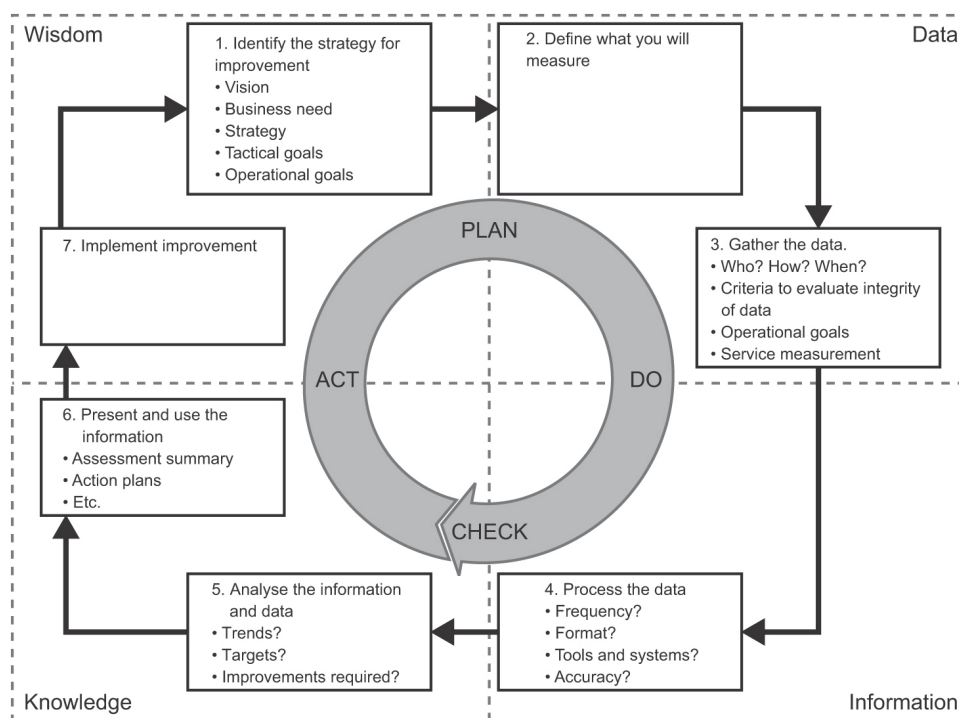 Wisdom
1. Identify the strategy for
improvement
• Vision
• Business need
• Strategy
• Tactical goals
• Operational goals
2. Define what you will
measure
Data
3. Gather the data.
• Who? How? When?
• Criteria to evaluate integrity
of data
• Operational goals
• Service measurement
7. Implement improvement
PLAN
ACT
DO
CHECK
6. Present and use the
information
• Assessment summary
• Action plans
• Etc.
5. Analyse the information
and data
• Trends?
• Targets?
• Improvements required?
4. Process the data
• Frequency?
• Format?
• Tools and systems?
• Accuracy?
Knowledge
Information